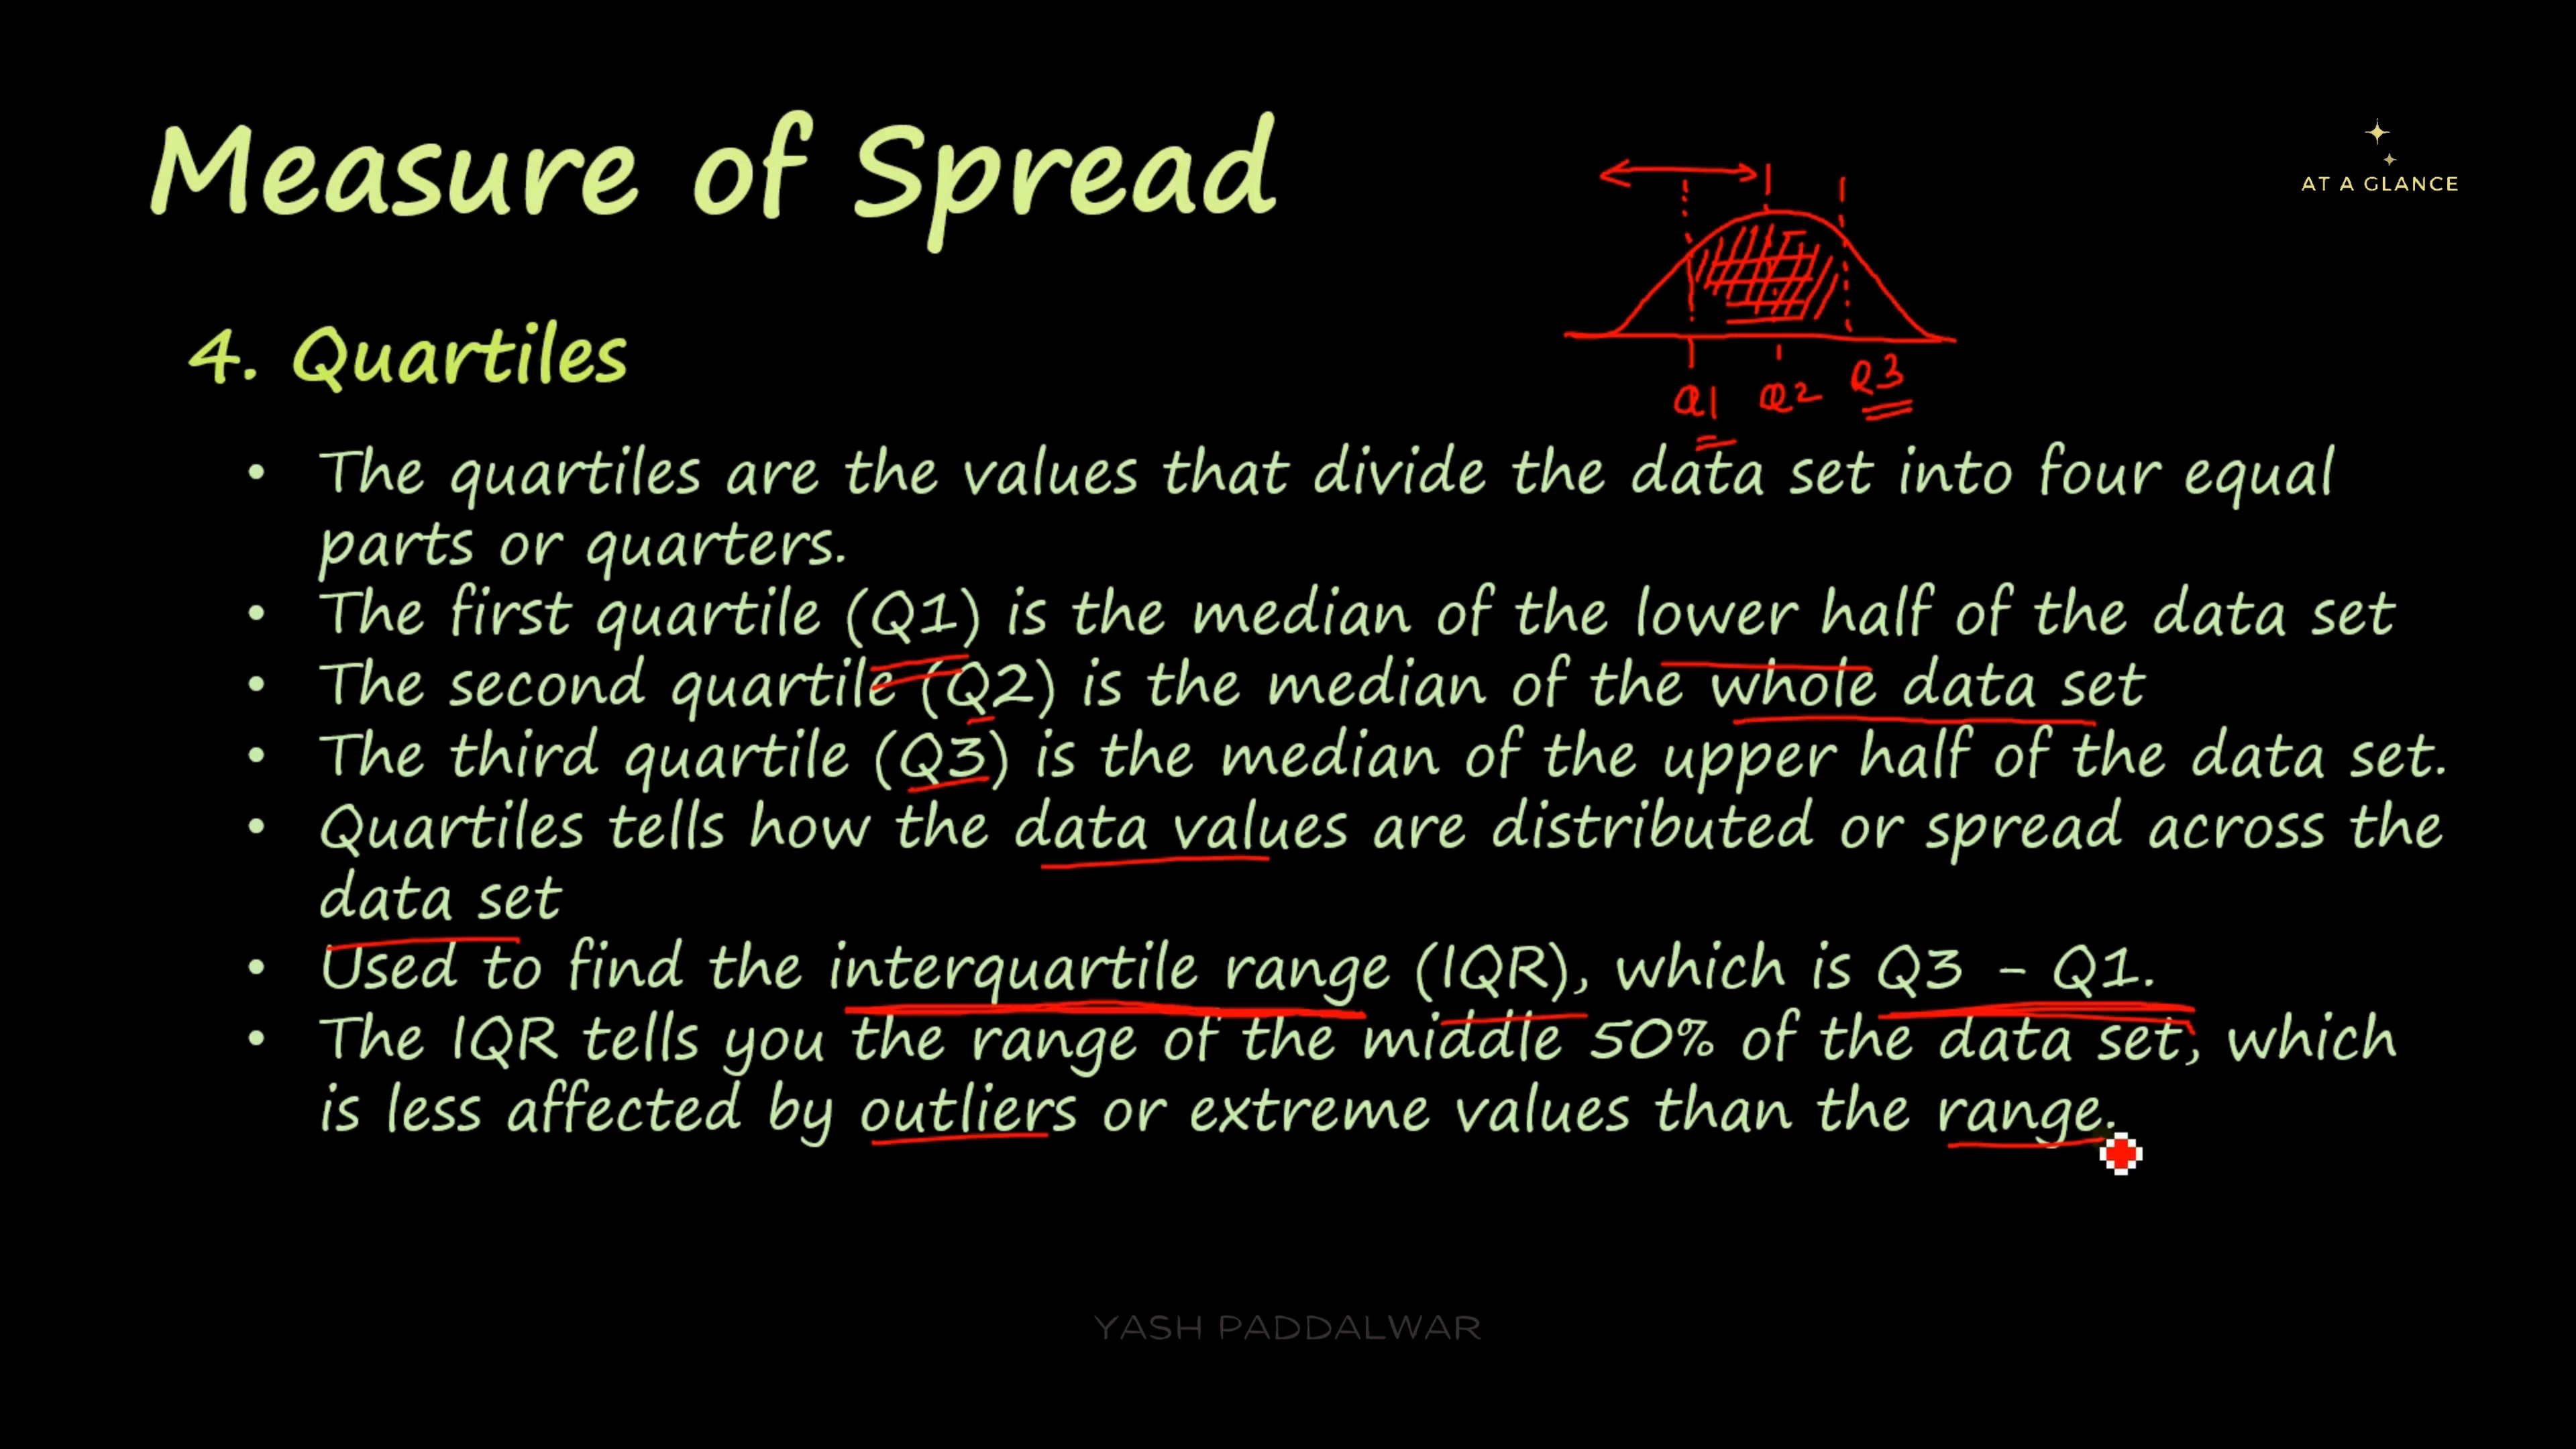 Measure of Spread
AT A GLANCE
4. Quartiles
Q1 Q2 Q3
• The quartiles are the values that divide the data set into four equal
parts or quarters.
• The first quartile (Q1) is the median of the lower half of the data set
• The second quartile (Q2) is the median of the whole data set
• The third quartile (Q3) is the median of the upper half of the data set.
• Quartiles tells how the data values are distributed or spread across the
data set
• Used to find the interquartile range (IQR), which is Q3 - Q1.
• The IQR tells you the range of the middle 50% of the data set, which
is less affected by outliers or extreme values than the range.
YASH PADDALWAR